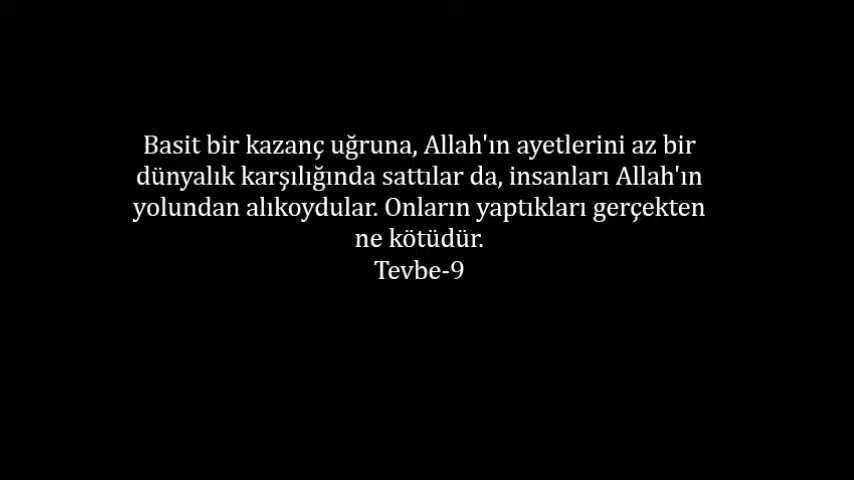 Basit bir kazanç uğruna, Allah'ın ayetlerini az bir
dünyalık karşılığında sattılar da, insanları Allah'ın
yolundan alıkoydular. Onların yaptıkları gerçekten
ne kötüdür.
Tevbe-9